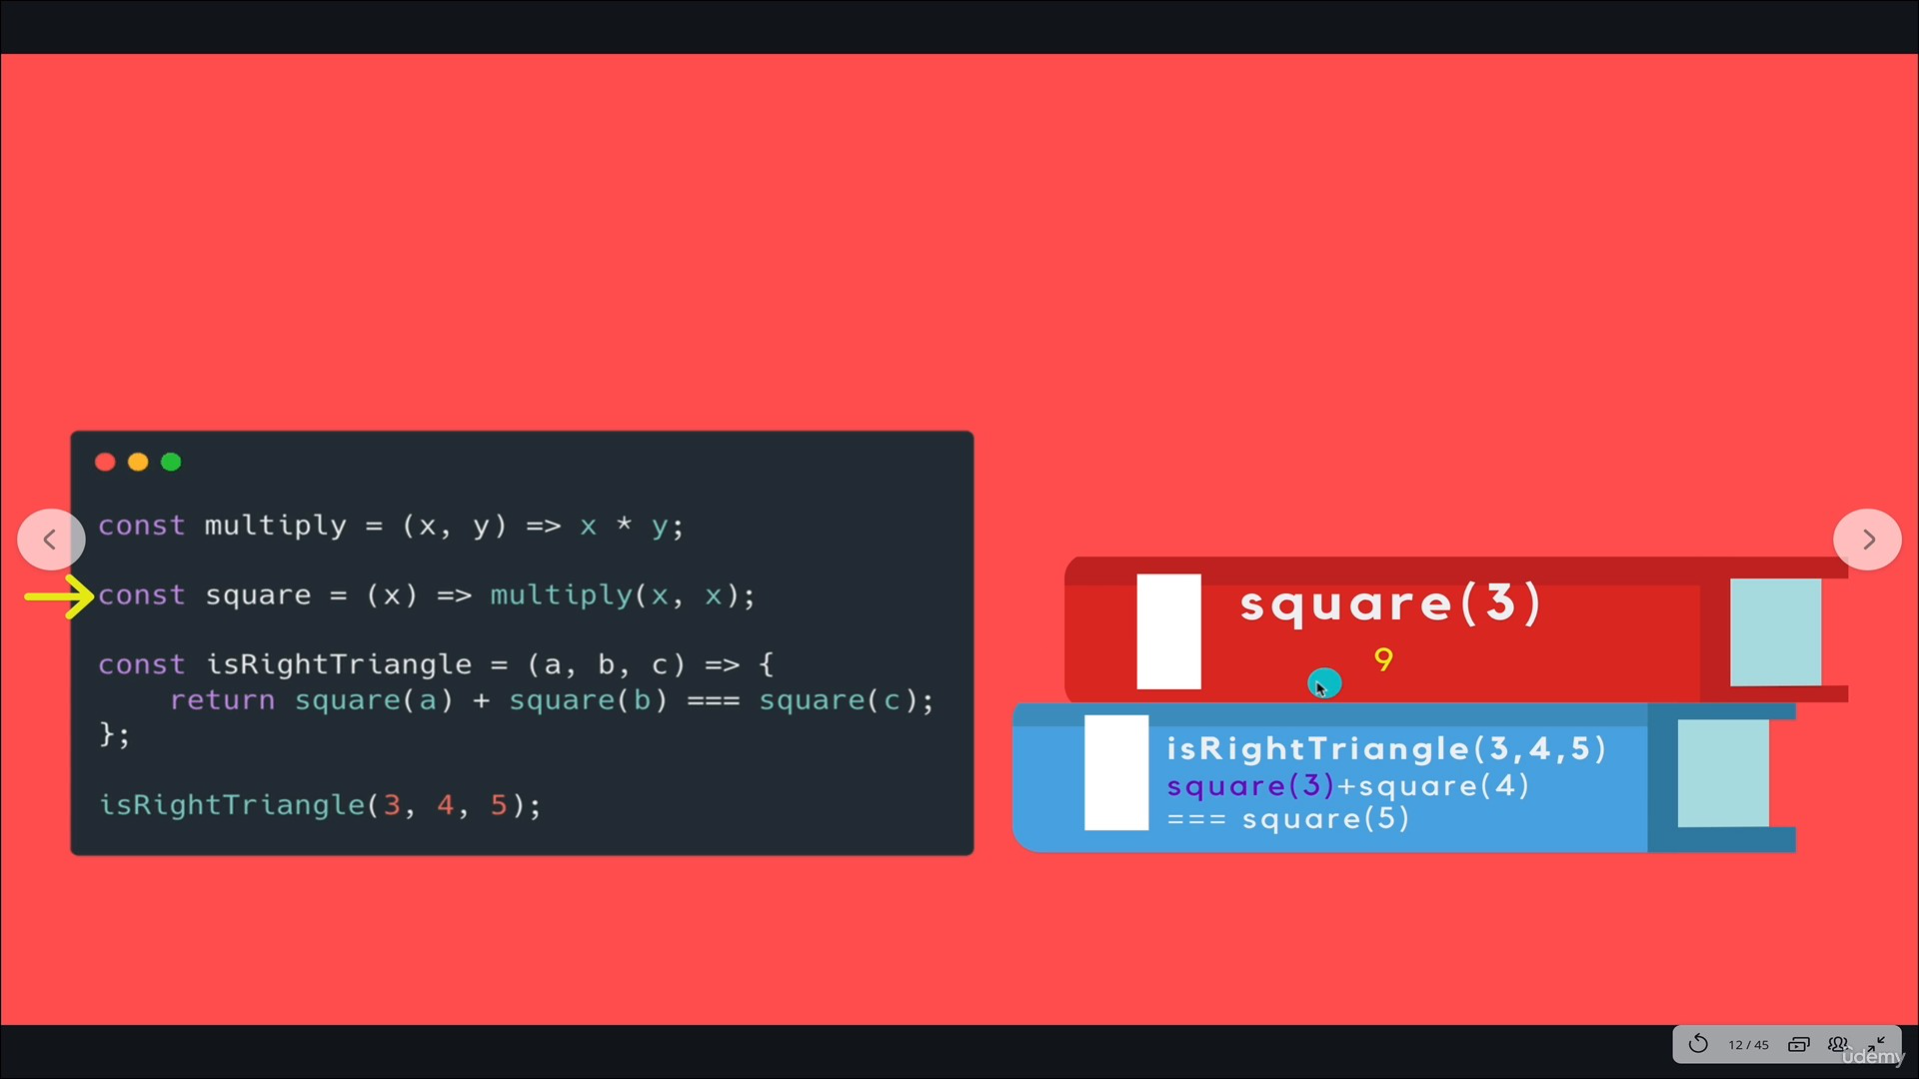 const multiply = (x, y) => x * y;
const square = (x) => multiply(x, x);
const isRightTriangle = (a, b, c) => {
return square(a) + square(b) === square(c);
};
isRightTriangle(3, 4, 5);
square(3)
9
isRightTriangle(3,4,5)
square(3)+square(4)
=== square(5)
12 / 45
ûdemy